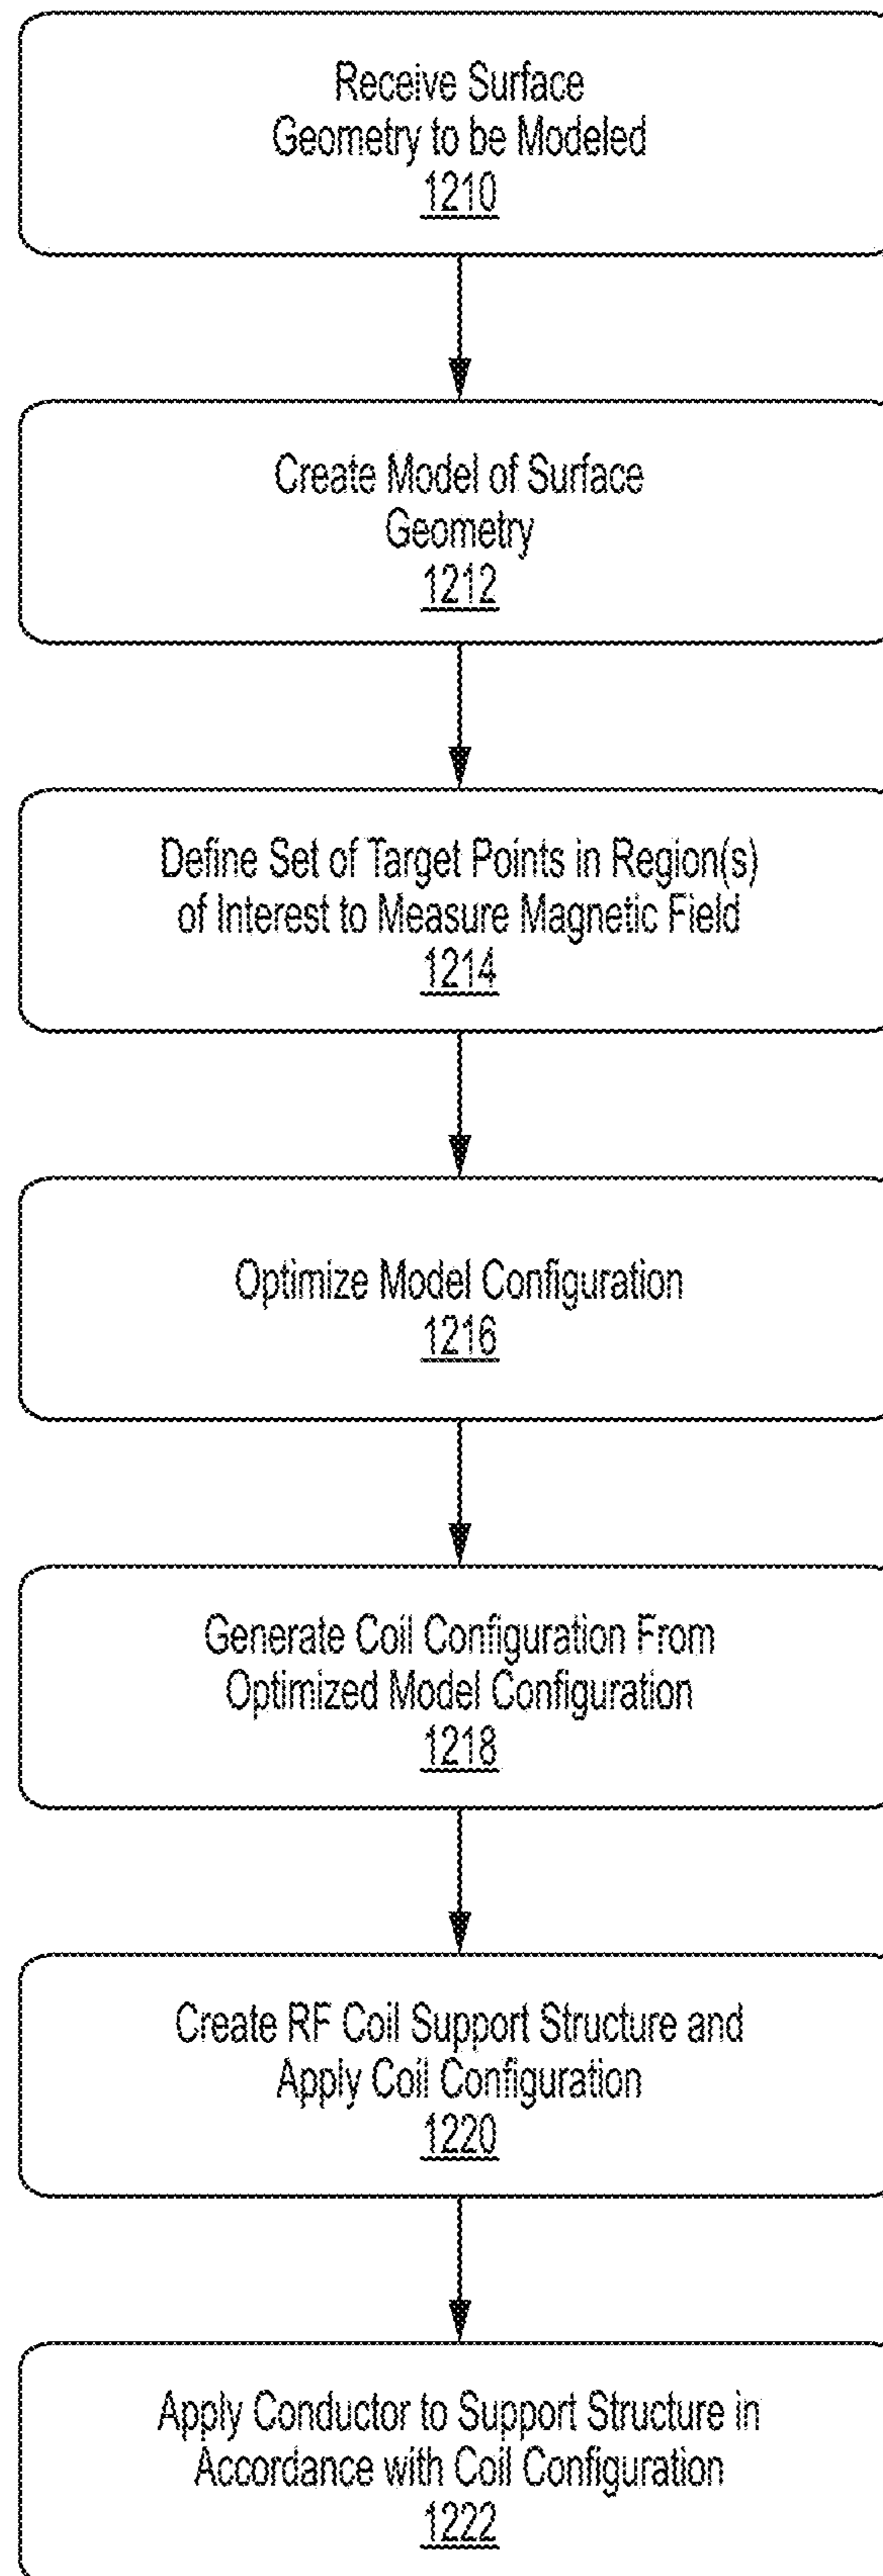 Receive Surface
Geometry to be Modeled
1210
Create Model of Surface
Geometry
1212
Define Set of Target Points in Region(s)
of Interest to Measure Magnetic Field
1214
Optimize Model Configuration
1216
Generate Coil Configuration From
Optimized Model Configuration
1218
Create RF Coil Support Structure and
Apply Coil Configuration
1220
Apply Conductor to Support Structure in
Accordance with Coil Configuration
1222